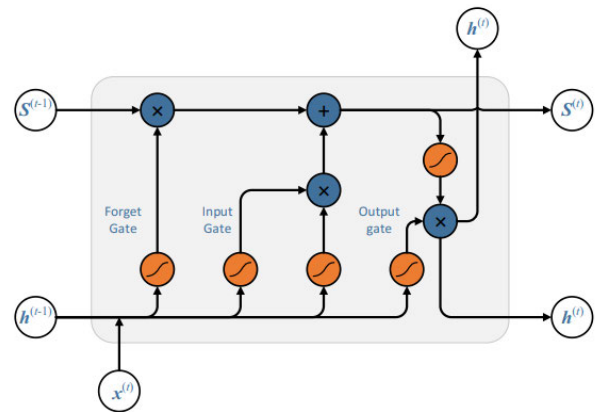 h(t)
S(t-1)
×
+
S(t)
×
Forget
Gate
Input
Gate
Output
gate
×
h(t-1)
h(t)
x(t)